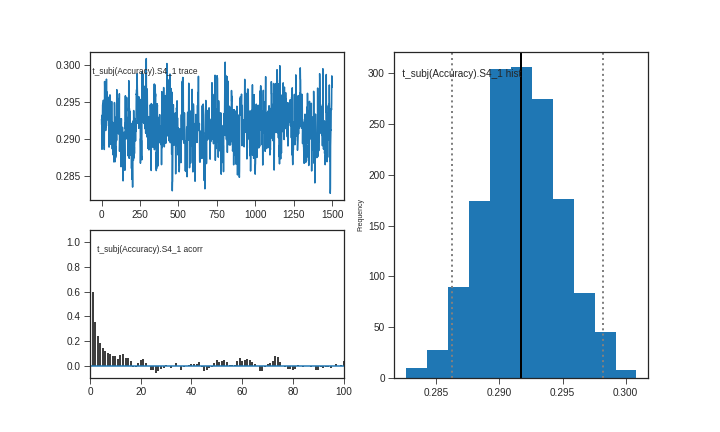 t_subj(Accuracy).S4_1 trace
0.300
0.295
0.290
0.285
0 250 500 750 1000 1250 1500
t_subj(Accuracy).S4_1 acorr
1.0
0.8
0.6
0.4
0.2
0.0
0 20 40 60 80 100
t_subj(Accuracy).S4_1 hist
Frequency
300
250
200
150
100
50
0
0.285 0.290 0.295 0.300